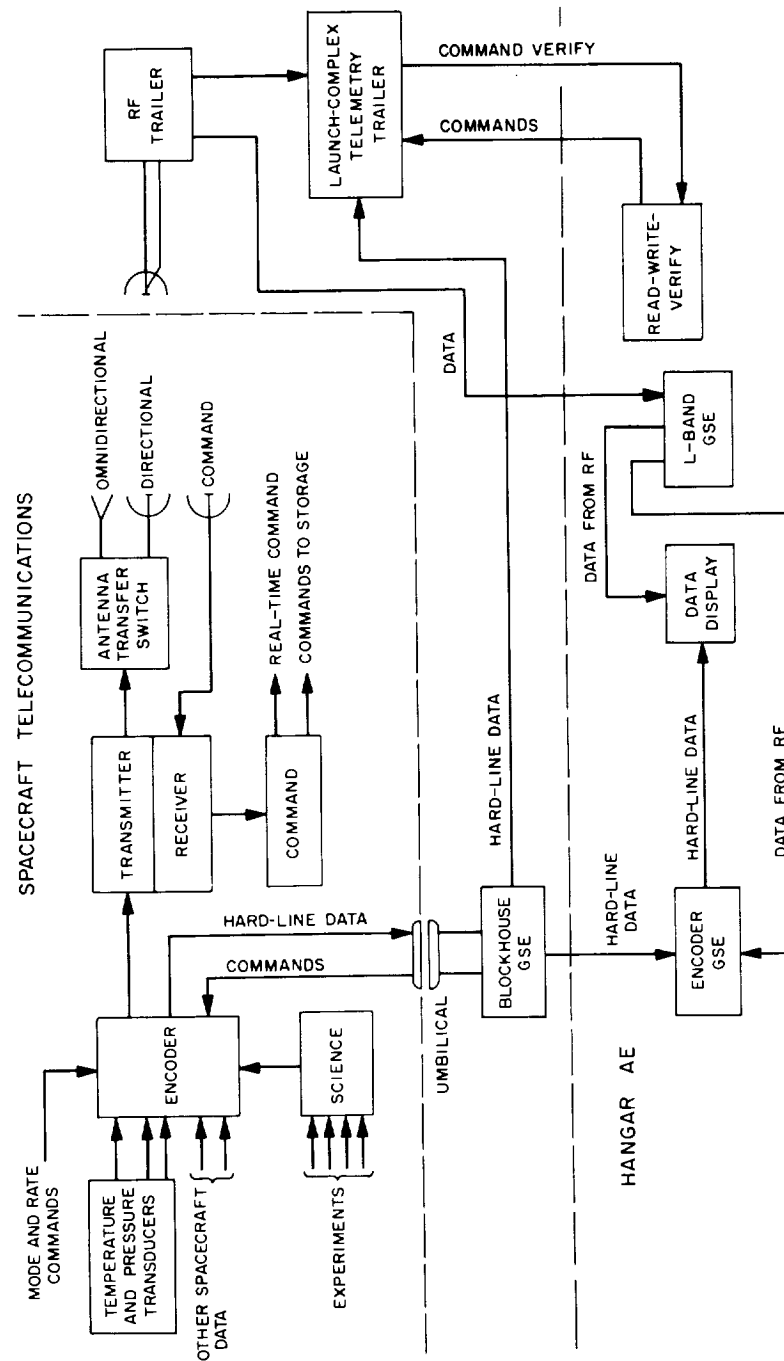 SPACECRAFT TELECOMMUNICATIONS
MODE AND RATE
COMMANDS
TEMPERATURE
AND PRESSURE
TRANSDUCERS
OTHER SPACECRAFT
DATA
ENCODER
EXPERIMENTS
SCIENCE
TRANSMITTER
RECEIVER
ANTENNA
TRANSFER
SWITCH
OMNIDIRECTIONAL
DIRECTIONAL
COMMAND
COMMAND
REAL-TIME COMMAND
COMMANDS TO STORAGE
HARD-LINE DATA
COMMANDS
UMBILICAL
RF
TRAILER
LAUNCH-COMPLEX
TELEMETRY
TRAILER
COMMAND VERIFY
COMMANDS
DATA
HARD-LINE DATA
BLOCKHOUSE
GSE
HARD-LINE
DATA
HANGAR AE
ENCODER
GSE
HARD-LINE DATA
DATA
DISPLAY
DATA FROM RF
L-BAND
GSE
READ-WRITE-
VERIFY
DATA FROM RF